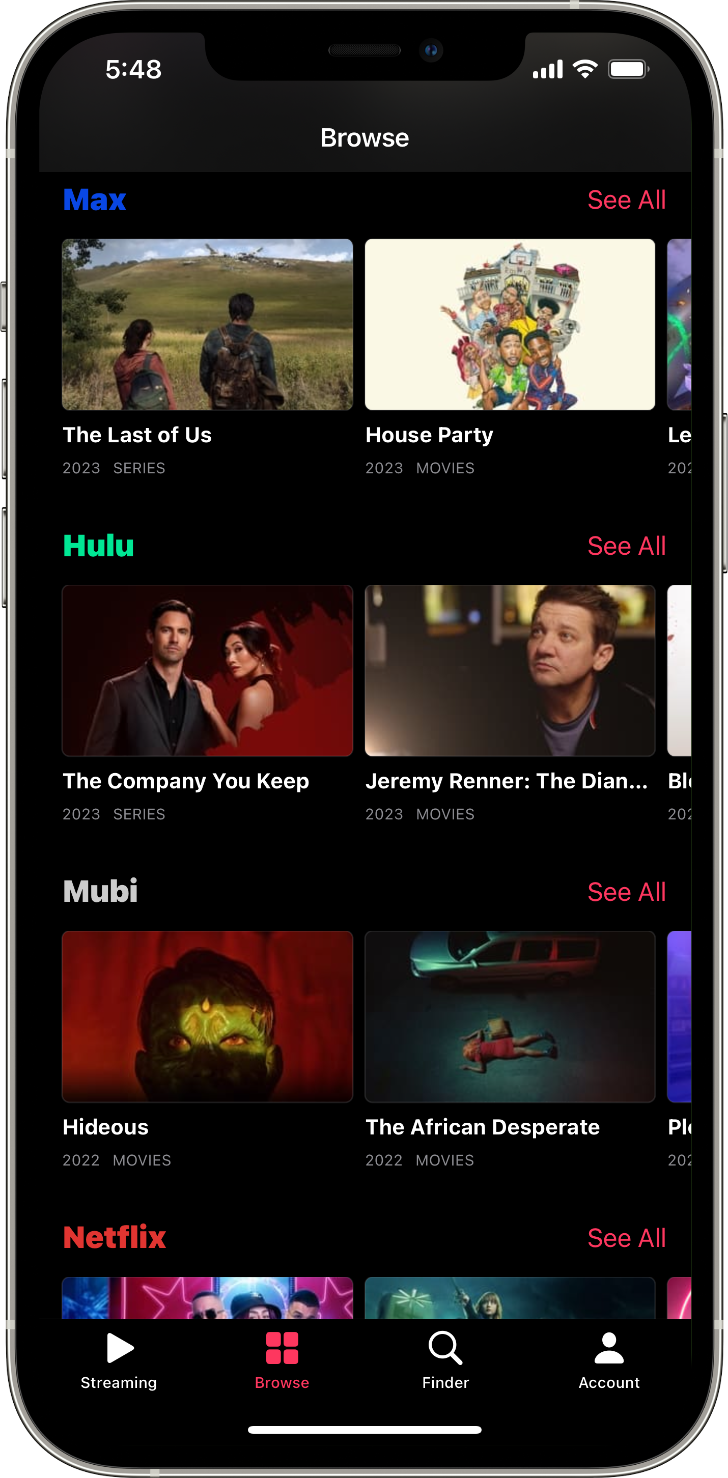 5:48
Browse
Max See All
The Last of Us House Party Le
2023 SERIES 2023 MOVIES 202
Hulu See All
The Company You Keep Jeremy Renner: The Dian... Ble
2023 SERIES 2023 MOVIES 202
Mubi See All
Hideous The African Desperate Ple
2022 MOVIES 2022 MOVIES 202
Netflix See All
Streaming Browse Finder Account